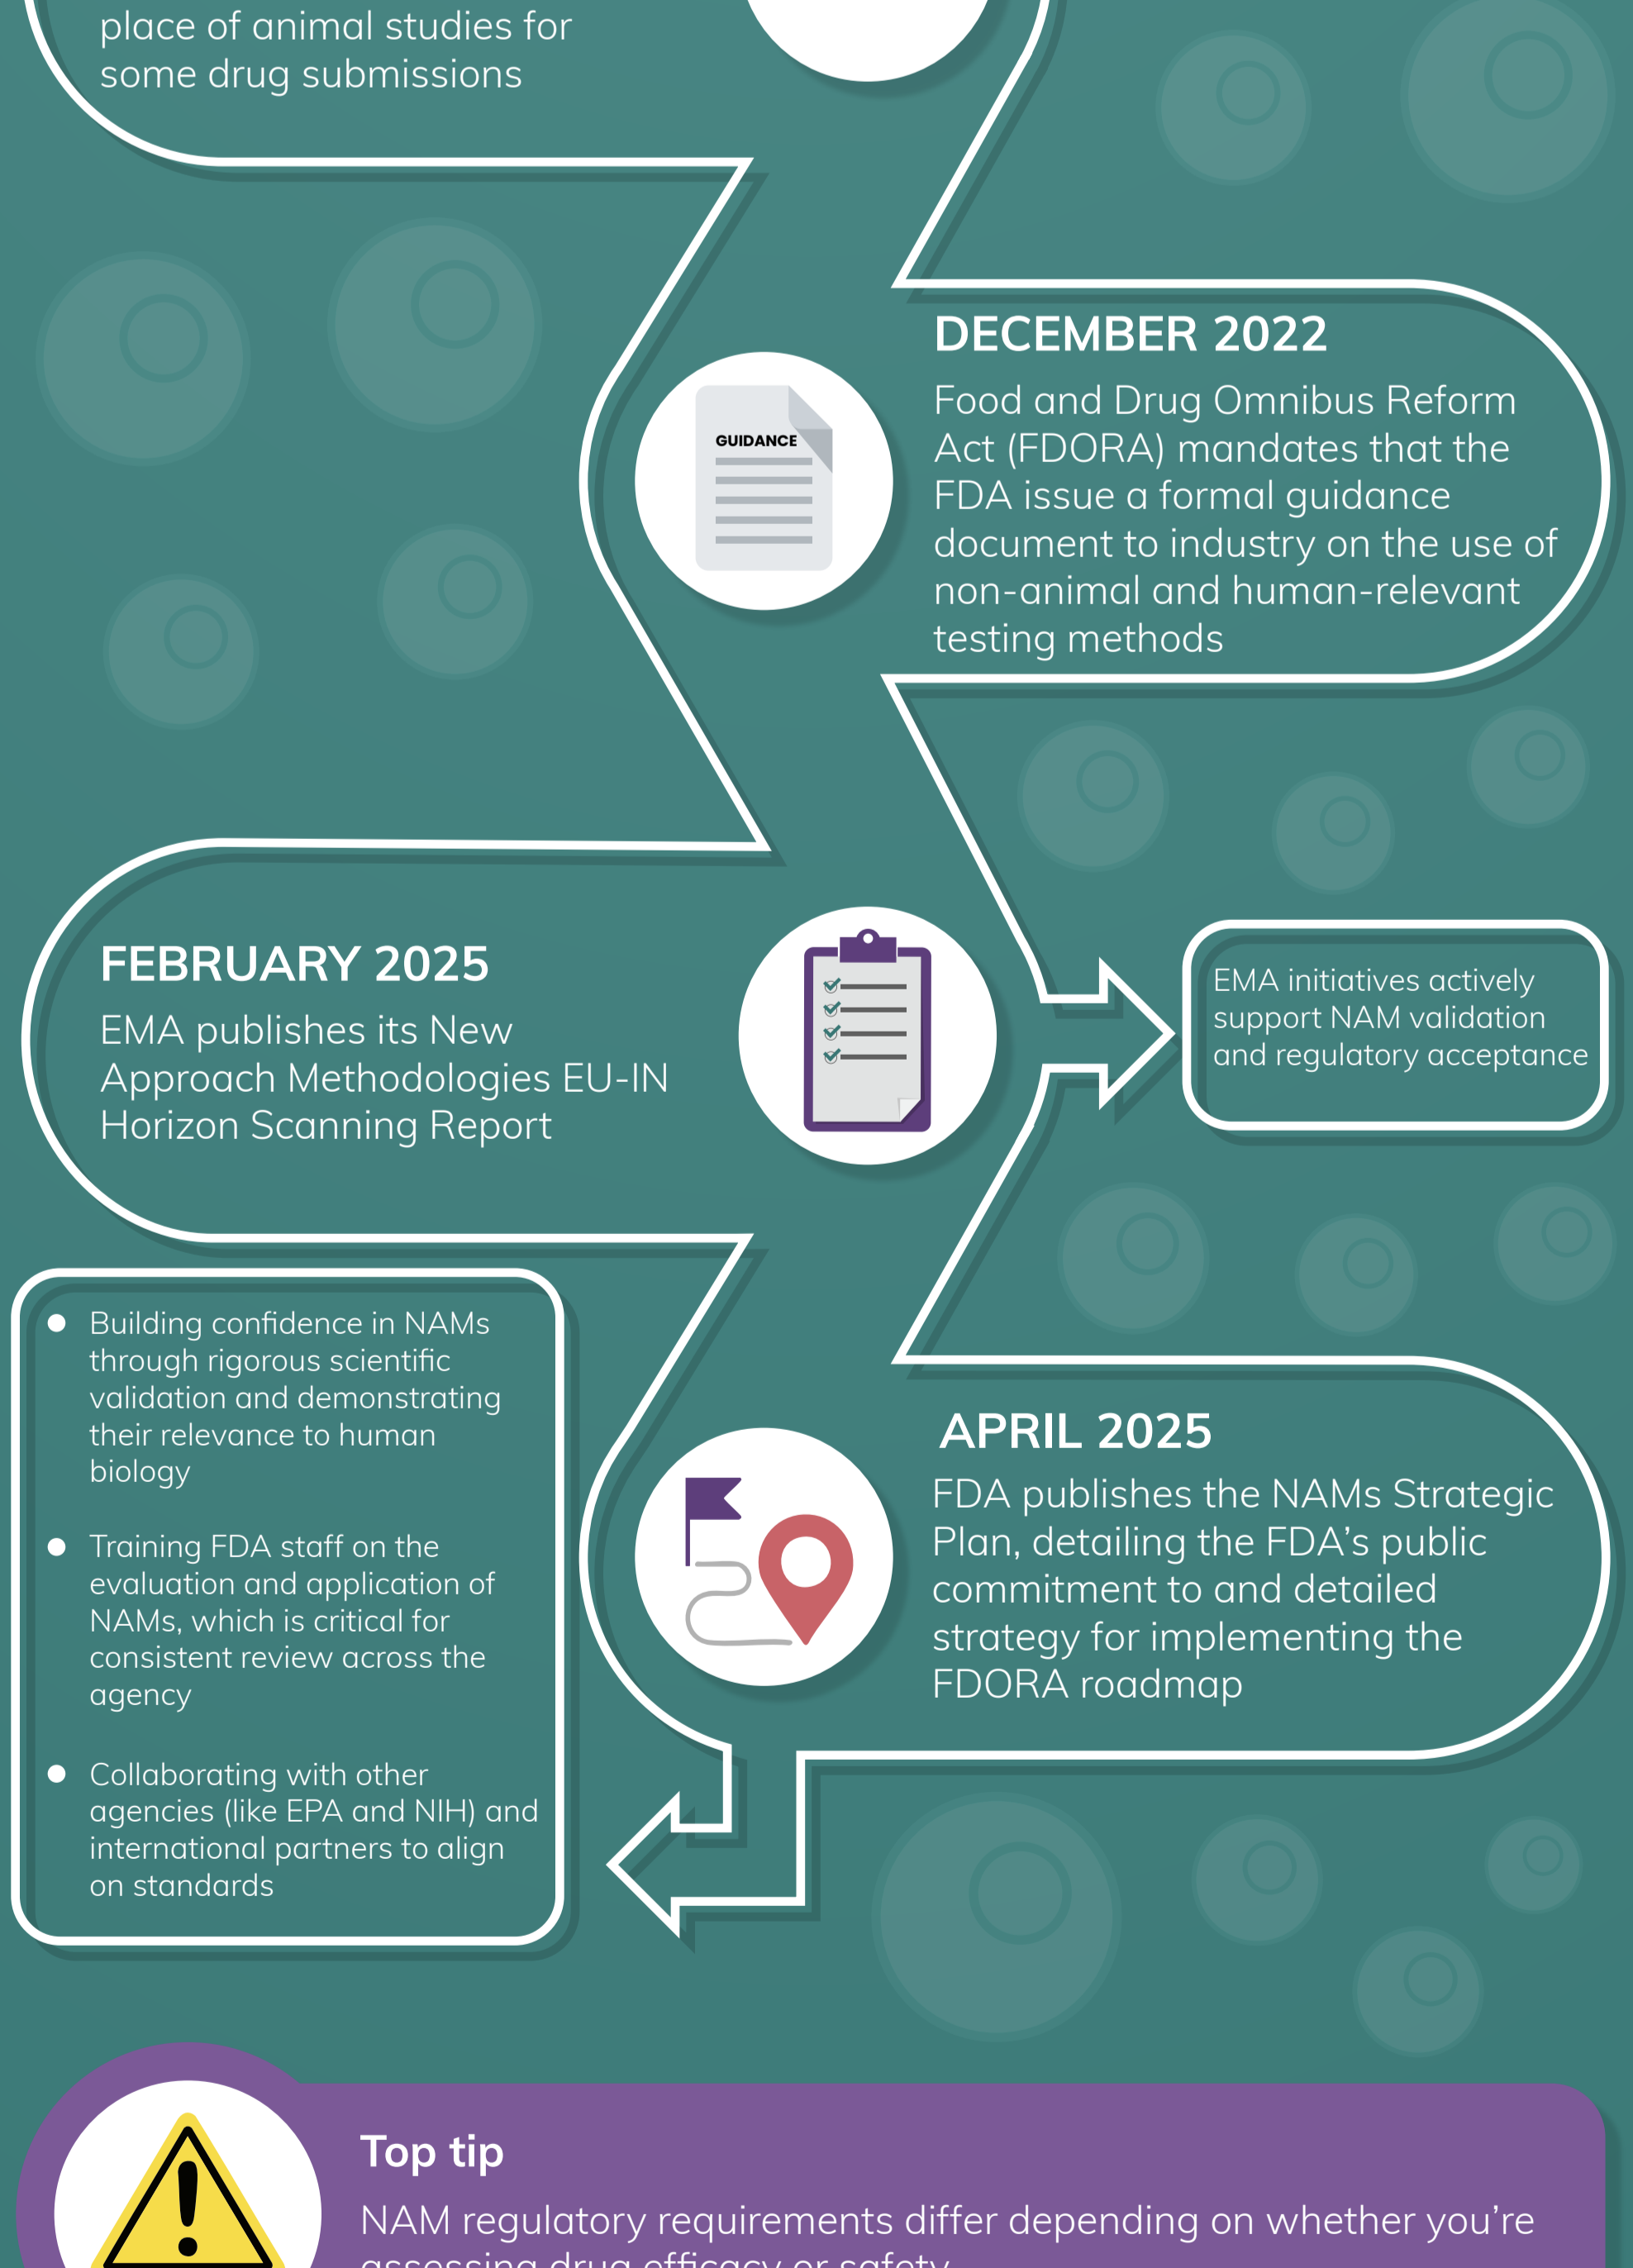 place of animal studies for
some drug submissions
DECEMBER 2022
Food and Drug Omnibus Reform
Act (FDORA) mandates that the
FDA issue a formal guidance
document to industry on the use of
non-animal and human-relevant
testing methods
GUIDANCE
FEBRUARY 2025
EMA publishes its New
Approach Methodologies EU-IN
Horizon Scanning Report
EMA initiatives actively
support NAM validation
and regulatory acceptance
APRIL 2025
FDA publishes the NAMs Strategic
Plan, detailing the FDA’s public
commitment to and detailed
strategy for implementing the
FDORA roadmap
Building confidence in NAMs
through rigorous scientific
validation and demonstrating
their relevance to human
biology
Training FDA staff on the
evaluation and application of
NAMs, which is critical for
consistent review across the
agency
Collaborating with other
agencies (like EPA and NIH) and
international partners to align
on standards
Top tip
NAM regulatory requirements differ depending on whether you’re
assessing drug efficacy or safety